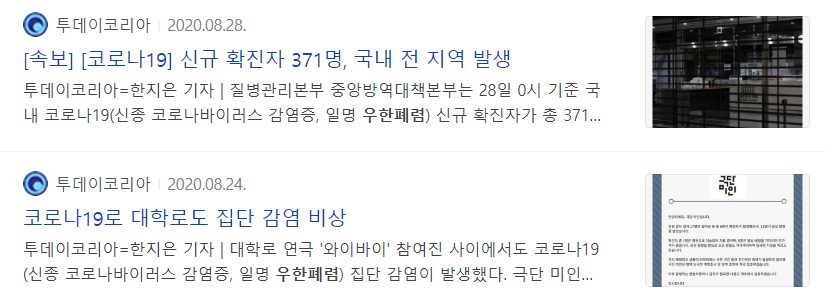 투데이코리아 2020.08.28.
[속보] [코로나19] 신규 확진자 371명, 국내 전 지역 발생
투데이코리아=한지은 기자 | 질병관리본부 중앙방역대책본부는 28일 0시 기준 국
내 코로나19(신종 코로나바이러스 감염증, 일명 우한폐렴) 신규 확진자가 총 371...
투데이코리아 2020.08.24.
코로나19로 대학로도 집단 감염 비상
투데이코리아=한지은 기자 | 대학로 연극 '와이바이' 참여진 사이에서도 코로나19
(신종 코로나바이러스 감염증, 일명 우한폐렴) 집단 감염이 발생했다. 극단 미인...
극단
미인